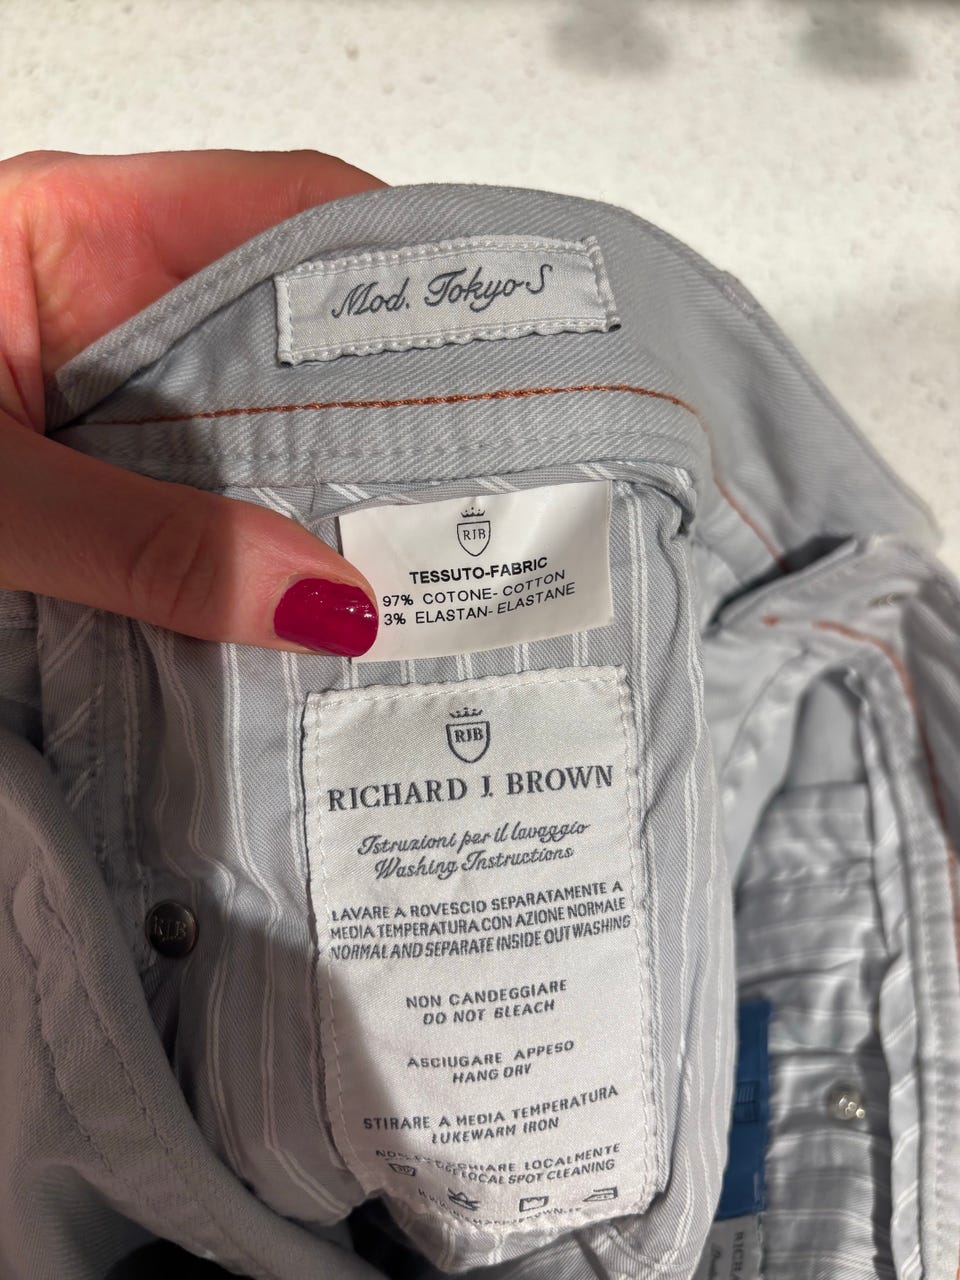 Mod. Tokyo S
RJB
TESSUTO-FABRIC
97% COTONE-COTTON
3% ELASTAN-ELASTANE
RJB
RICHARD J. BROWN
Istruzioni per il lavaggio
Washing Instructions
LAVARE A ROVESCIO SEPARATAMENTE A
MEDIA TEMPERATURA CON AZIONE NORMALE
NORMAL AND SEPARATE INSIDE OUT WASHING
NON CANDEGGIARE
DO NOT BLEACH
ASCIUGARE APPESO
HANG DRY
STIRARE A MEDIA TEMPERATURA
LUKEWARM IRON
LOCALMENTE
LOCAL SPOT CLEANING
RJB
RICH